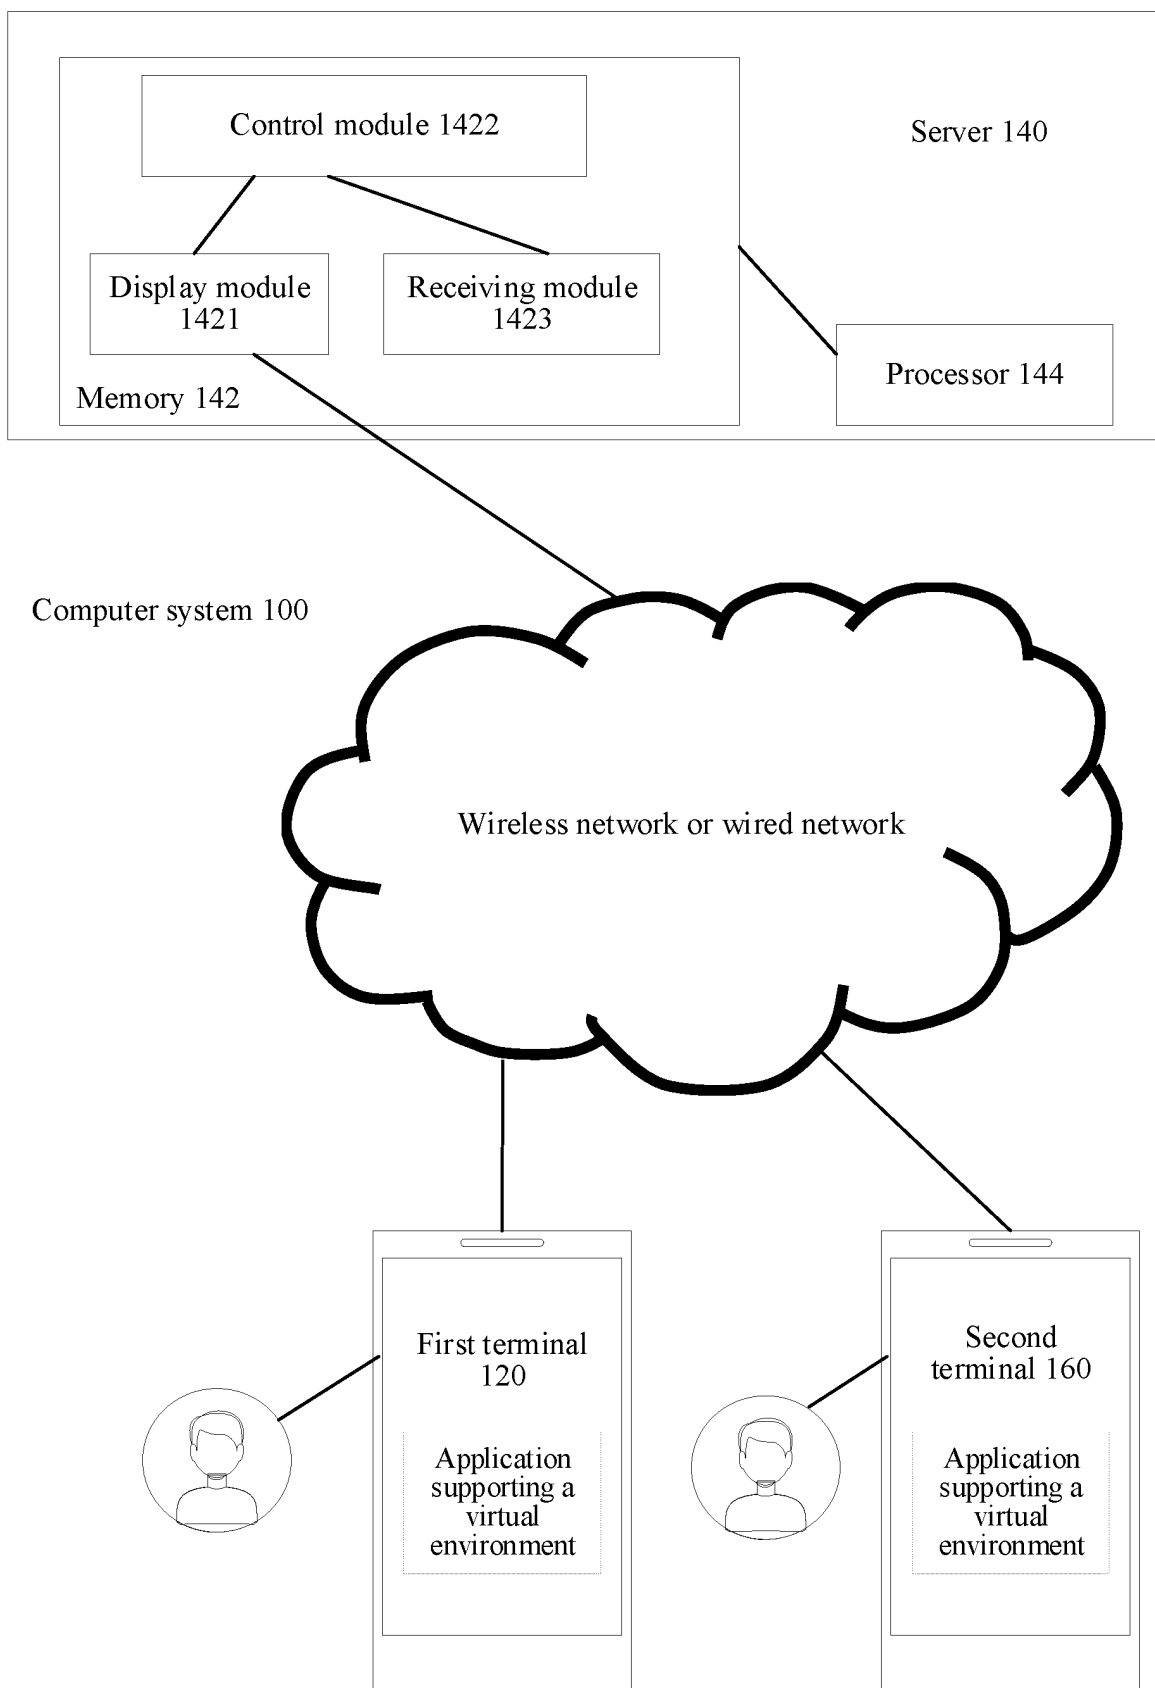 Control module 1422
Server 140
Display module
1421
Receiving module
1423
Processor 144
Memory 142
Computer system 100
Wireless network or wired network
First terminal
120
Application
supporting a
virtual
environment
Second
terminal 160
Application
supporting a
virtual
environment